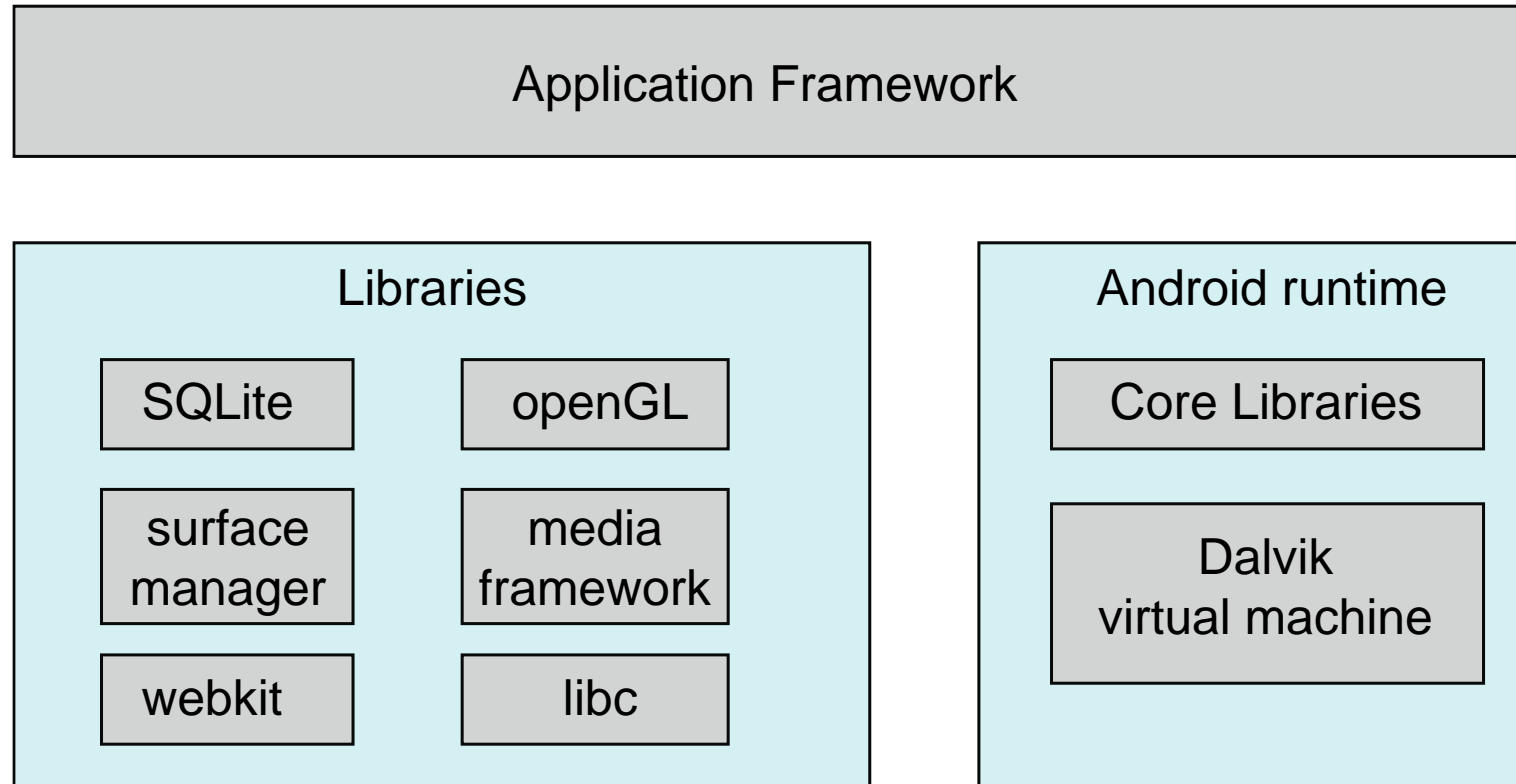 Application Framework
Libraries
SQLite
openGL
surface
manager
media
framework
webkit
libc
Android runtime
Core Libraries
Dalvik
virtual machine